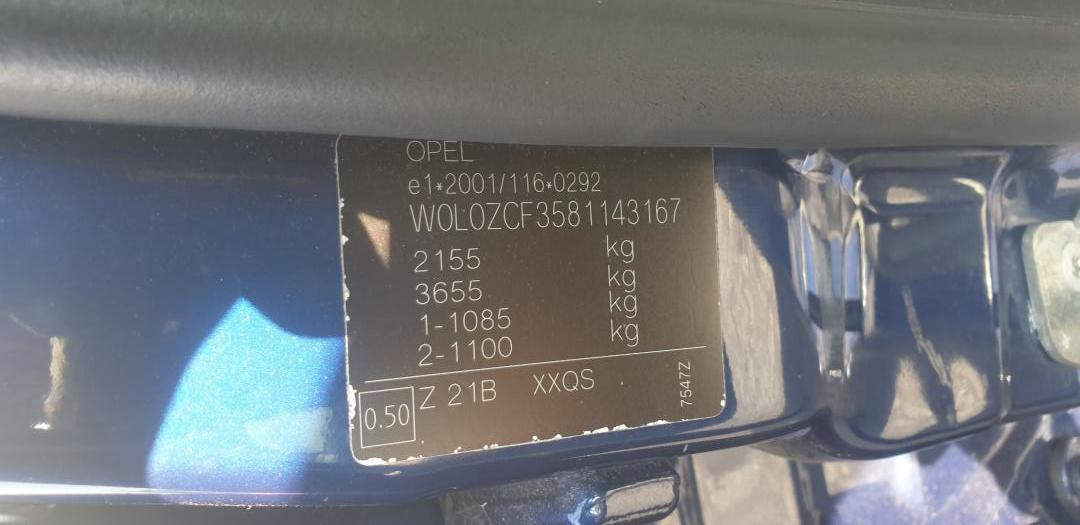 OPEL
e1*2001/116*0292
W0L0ZCF3581143167
2155 kg
3655 kg
1-1085 kg
2-1100 kg
0.50 Z 21B XXQS
7547Z